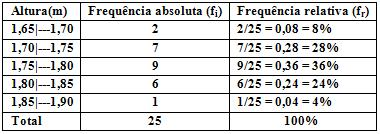 Altura(m) Frequência absoluta (fi) Frequência relativa (fr)
1,65|---1,70 2 2/25 = 0,08 = 8%
1,70|---1,75 7 7/25 = 0,28 = 28%
1,75|---1,80 9 9/25 = 0,36 = 36%
1,80|---1,85 6 6/25 = 0,24 = 24%
1,85|---1,90 1 1/25 = 0,04 = 4%
Total 25 100%